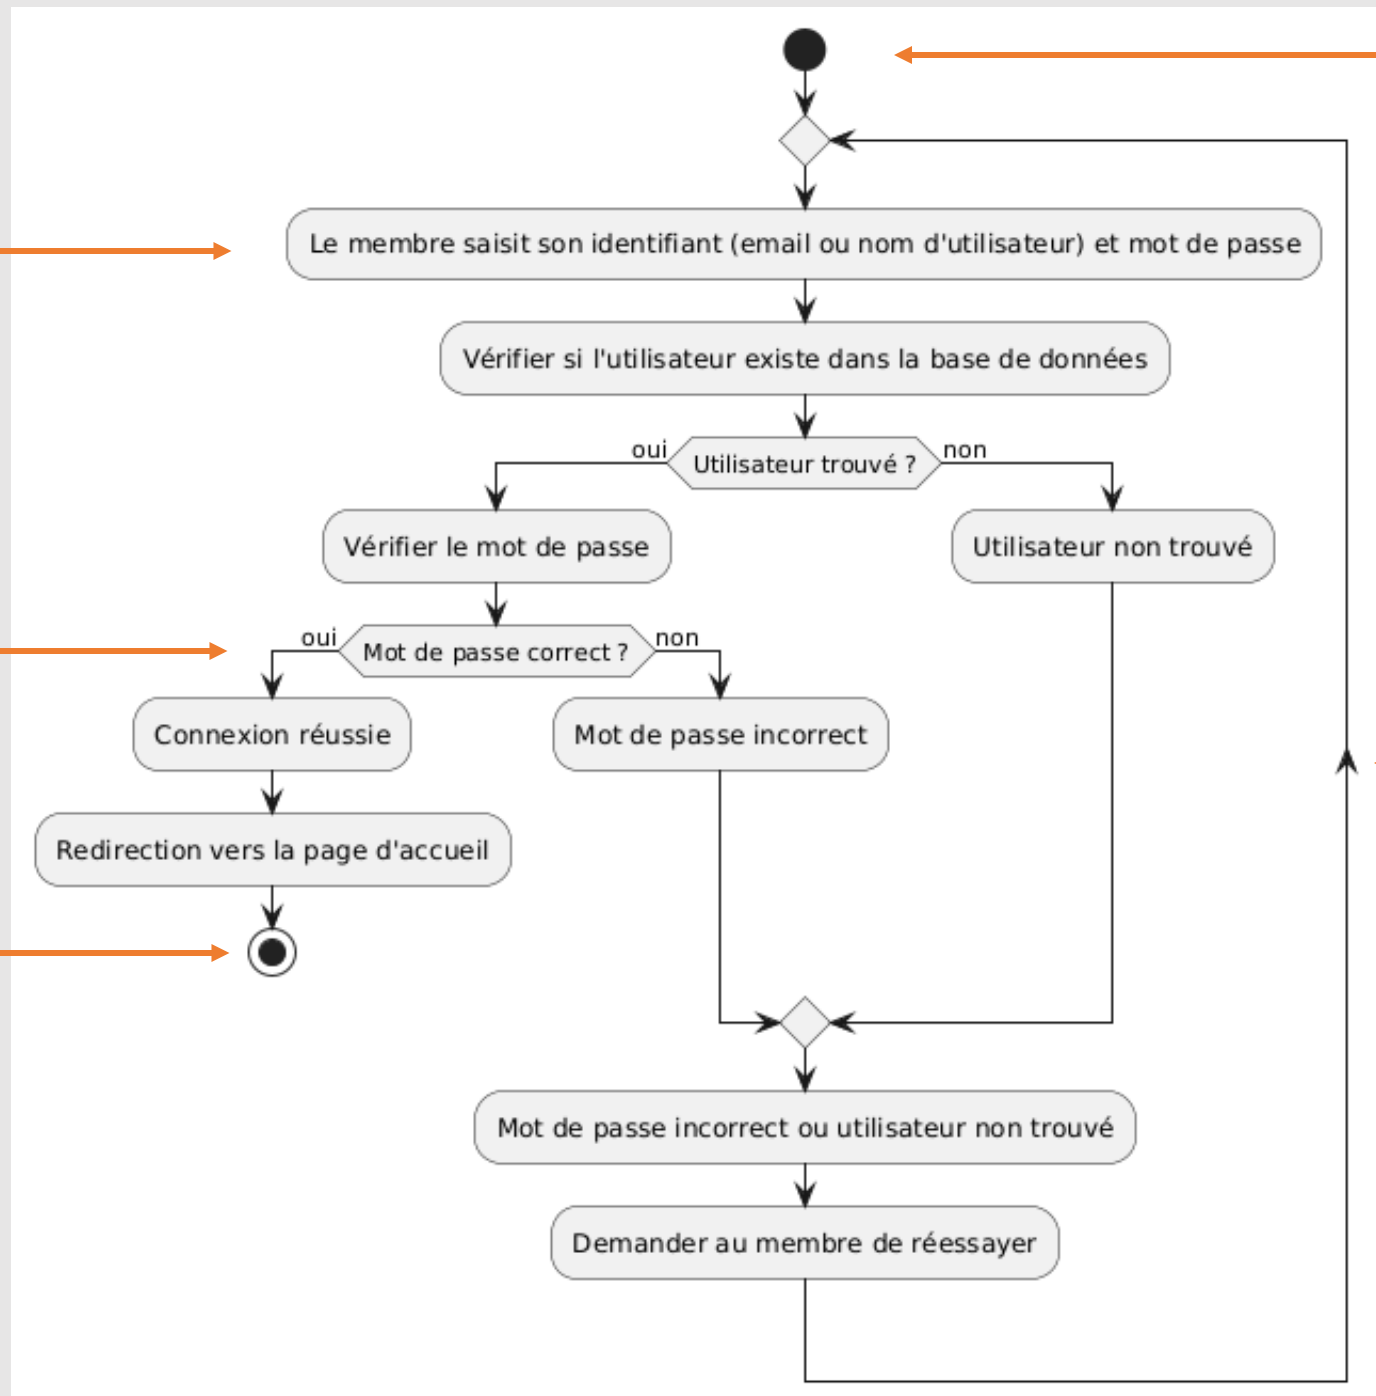 Le membre saisit son identifiant (email ou nom d'utilisateur) et mot de passe
Vérifier si l'utilisateur existe dans la base de données
oui
Utilisateur trouvé ?
non
Vérifier le mot de passe
Utilisateur non trouvé
oui
Mot de passe correct ?
non
Connexion réussie
Mot de passe incorrect
Redirection vers la page d'accueil
Mot de passe incorrect ou utilisateur non trouvé
Demander au membre de réessayer